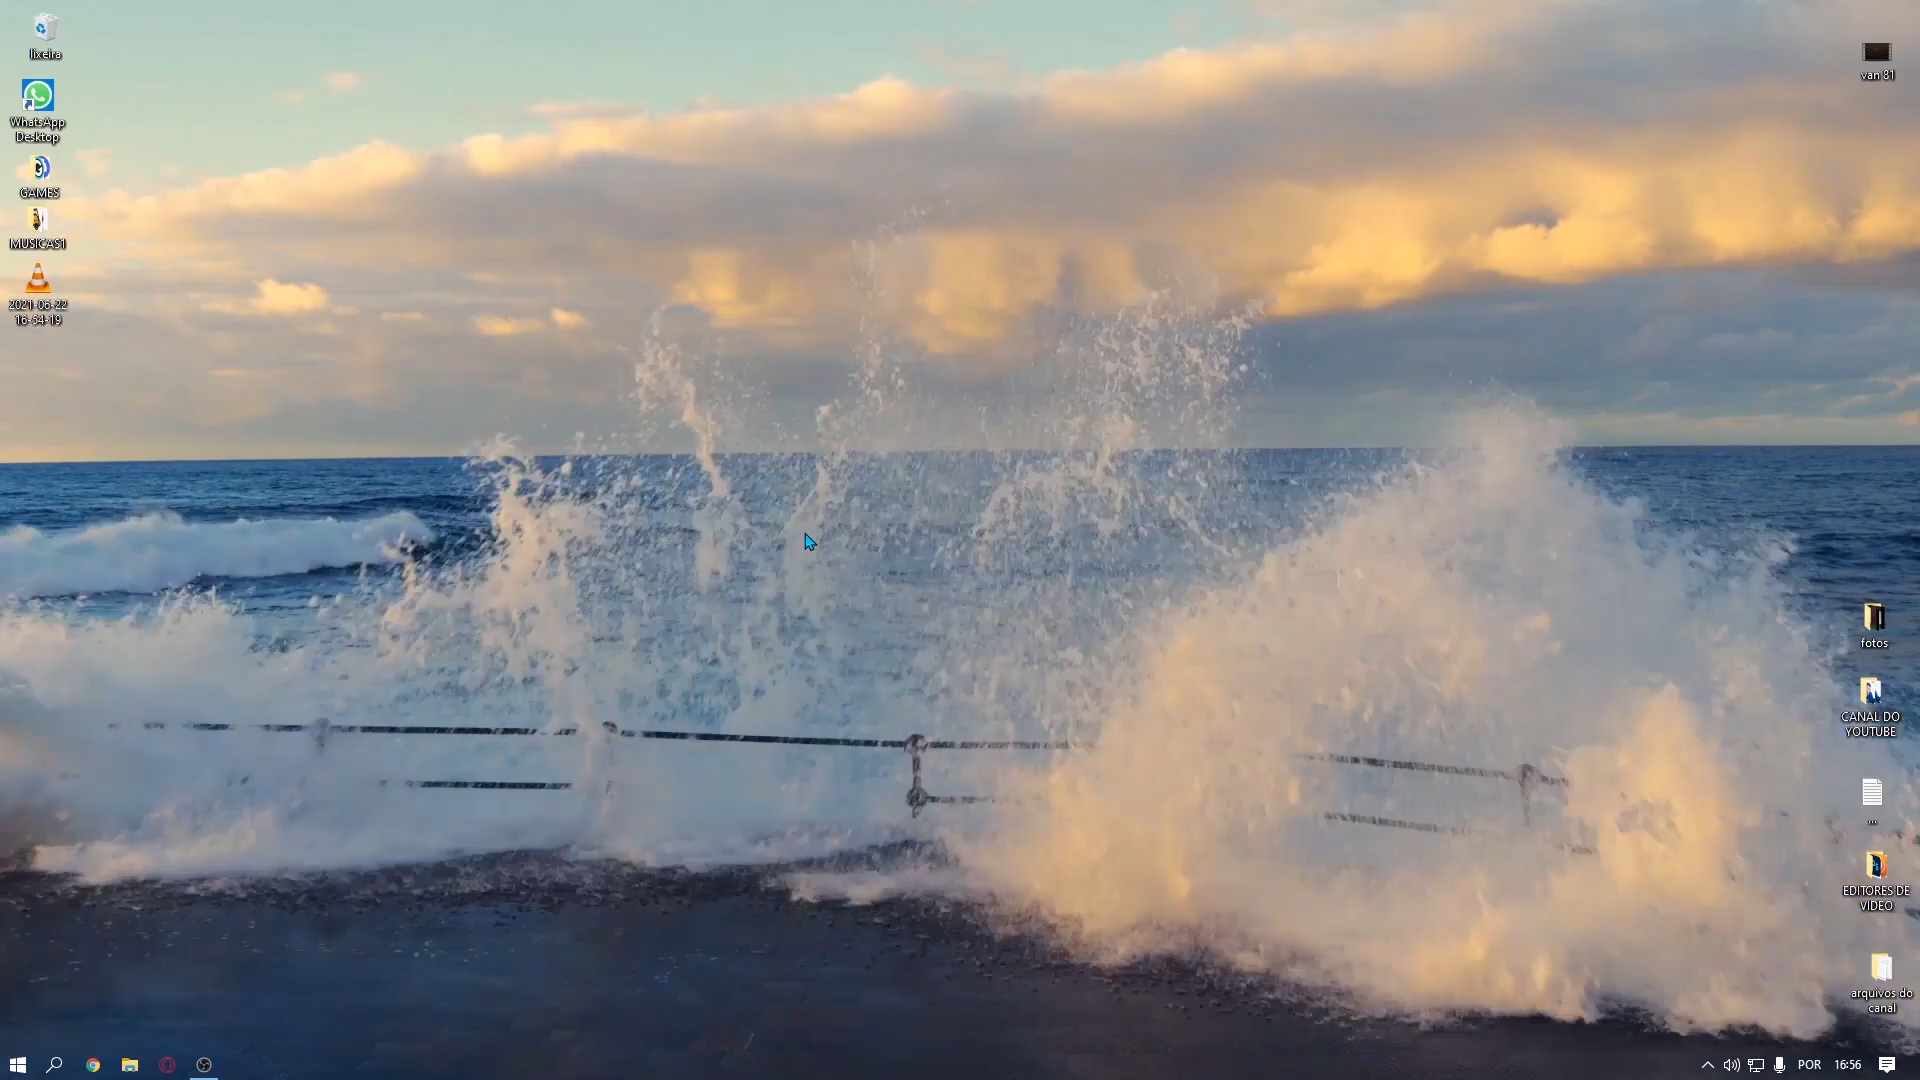 lixeira
WhatsApp
Desktop
GAMES
MUSICAS1
2021-06-22
16-54-19
van 81
fotos
CANAL DO
YOUTUBE
...
EDITORES DE
VIDEO
arquivos do
canal
POR
16:56